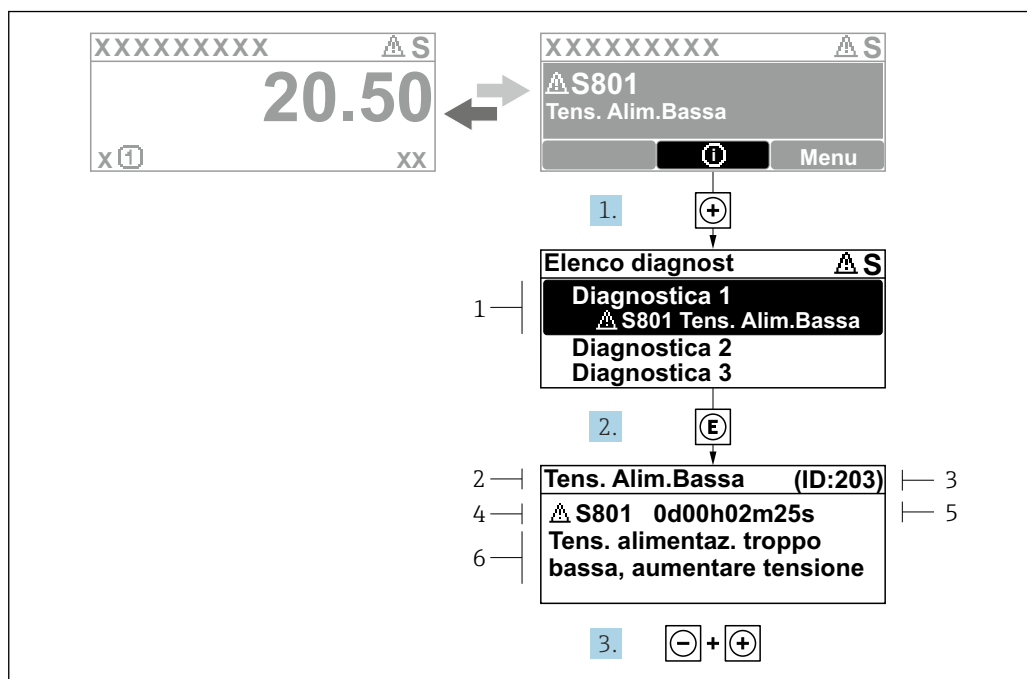 XXXXXXXXX ⚠ S
20.50
X ① XX
XXXXXXXXX ⚠ S
⚠ S801
Tens. Alim.Bassa
ⓘ Menu
1. ⊕
Elenco diagnost ⚠ S
1
Diagnostica 1
⚠ S801 Tens. Alim.Bassa
Diagnostica 2
Diagnostica 3
2. Ⓔ
2 Tens. Alim.Bassa (ID:203) 3
4 ⚠ S801 0d00h02m25s 5
6 Tens. alimentaz. troppo
bassa, aumentare tensione
3. ⊖ + ⊕